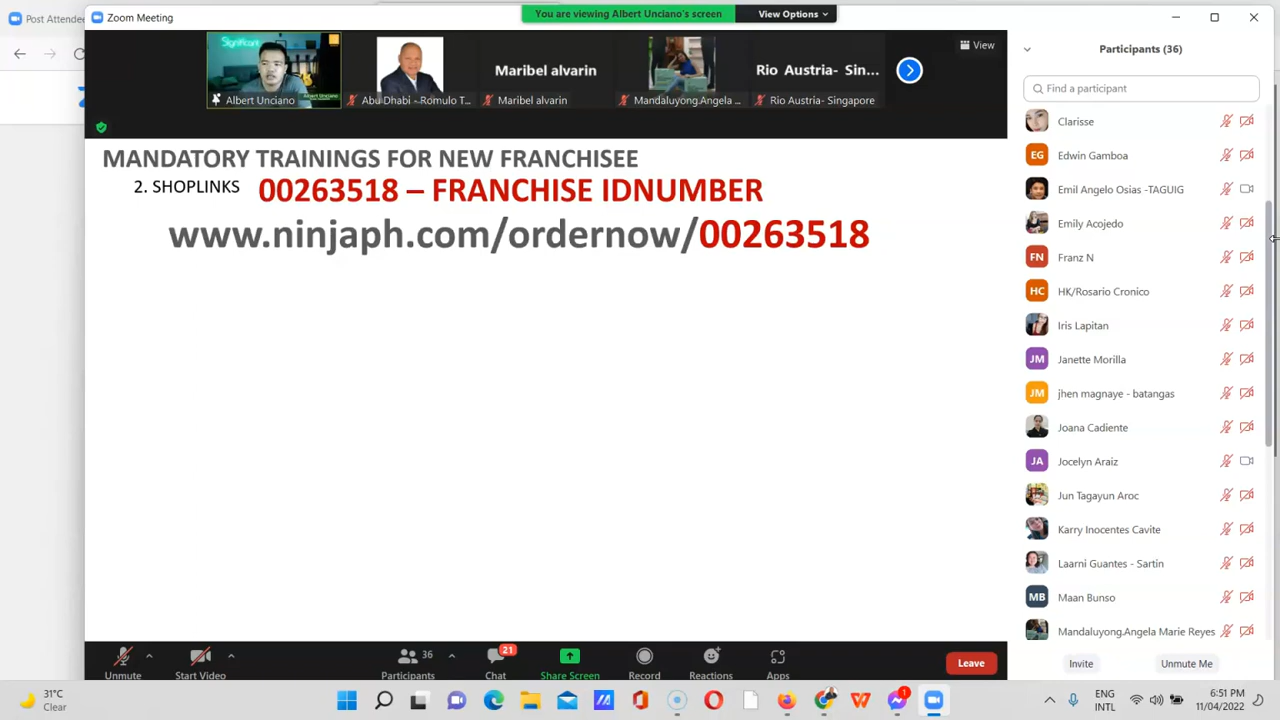 Post Attendee
Zoom Meeting
You are viewing Albert Unciano's screen
View Options
View
Significant
Albert Unciano
Albert Unciano
Abu Dhabi - Romulo T...
Maribel alvarin
Maribel alvarin
Mandaluyong.Angela ...
Rio Austria- Sin...
Rio Austria- Singapore
MANDATORY TRAININGS FOR NEW FRANCHISEE
2. SHOPLINKS
00263518 – FRANCHISE IDNUMBER
www.ninjaph.com/ordernow/00263518
Participants (36)
Find a participant
Clarisse
EG Edwin Gamboa
Emil Angelo Osias -TAGUIG
Emily Acojedo
FN Franz N
HC HK/Rosario Cronico
Iris Lapitan
JM Janette Morilla
JM jhen magnaye - batangas
Joana Cadiente
JA Jocelyn Araiz
Jun Tagayun Aroc
Karry Inocentes Cavite
Laarni Guantes - Sartin
MB Maan Bunso
Mandaluyong.Angela Marie Reyes
Invite
Unmute Me
Unmute
Start Video
36
Participants
21
Chat
Share Screen
Record
Reactions
Apps
Leave
31°C
Clear
1
ENG
INTL
6:51 PM
11/04/2022